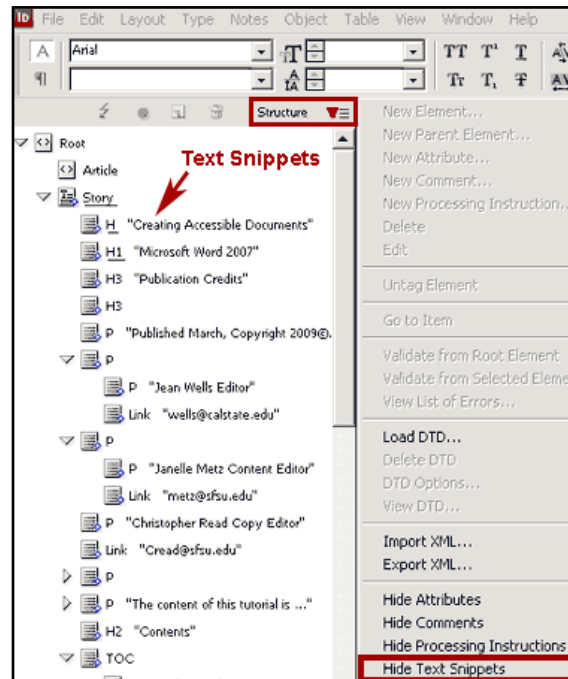 ID File Edit Layout Type Notes Object Table View Window Help
A Arial TT T¹ T
Tr T₁ T
Structure
Text Snippets
Root
Article
Story
H "Creating Accessible Documents"
H1 "Microsoft Word 2007"
H3 "Publication Credits"
H3
P "Published March, Copyright 2009©.
P
P "Jean Wells Editor"
Link "wells@calstate.edu"
P
P "Janelle Metz Content Editor"
Link "metz@sfsu.edu"
P "Christopher Read Copy Editor"
Link "Cread@sfsu.edu"
P
P "The content of this tutorial is ..."
H2 "Contents"
TOC
New Element...
New Parent Element...
New Attribute...
New Comment...
New Processing Instruction..
Delete
Edit
Untag Element
Go to Item
Validate from Root Element
Validate from Selected Eleme
View List of Errors...
Load DTD...
Delete DTD
DTD Options...
View DTD...
Import XML...
Export XML...
Hide Attributes
Hide Comments
Hide Processing Instructions
Hide Text Snippets